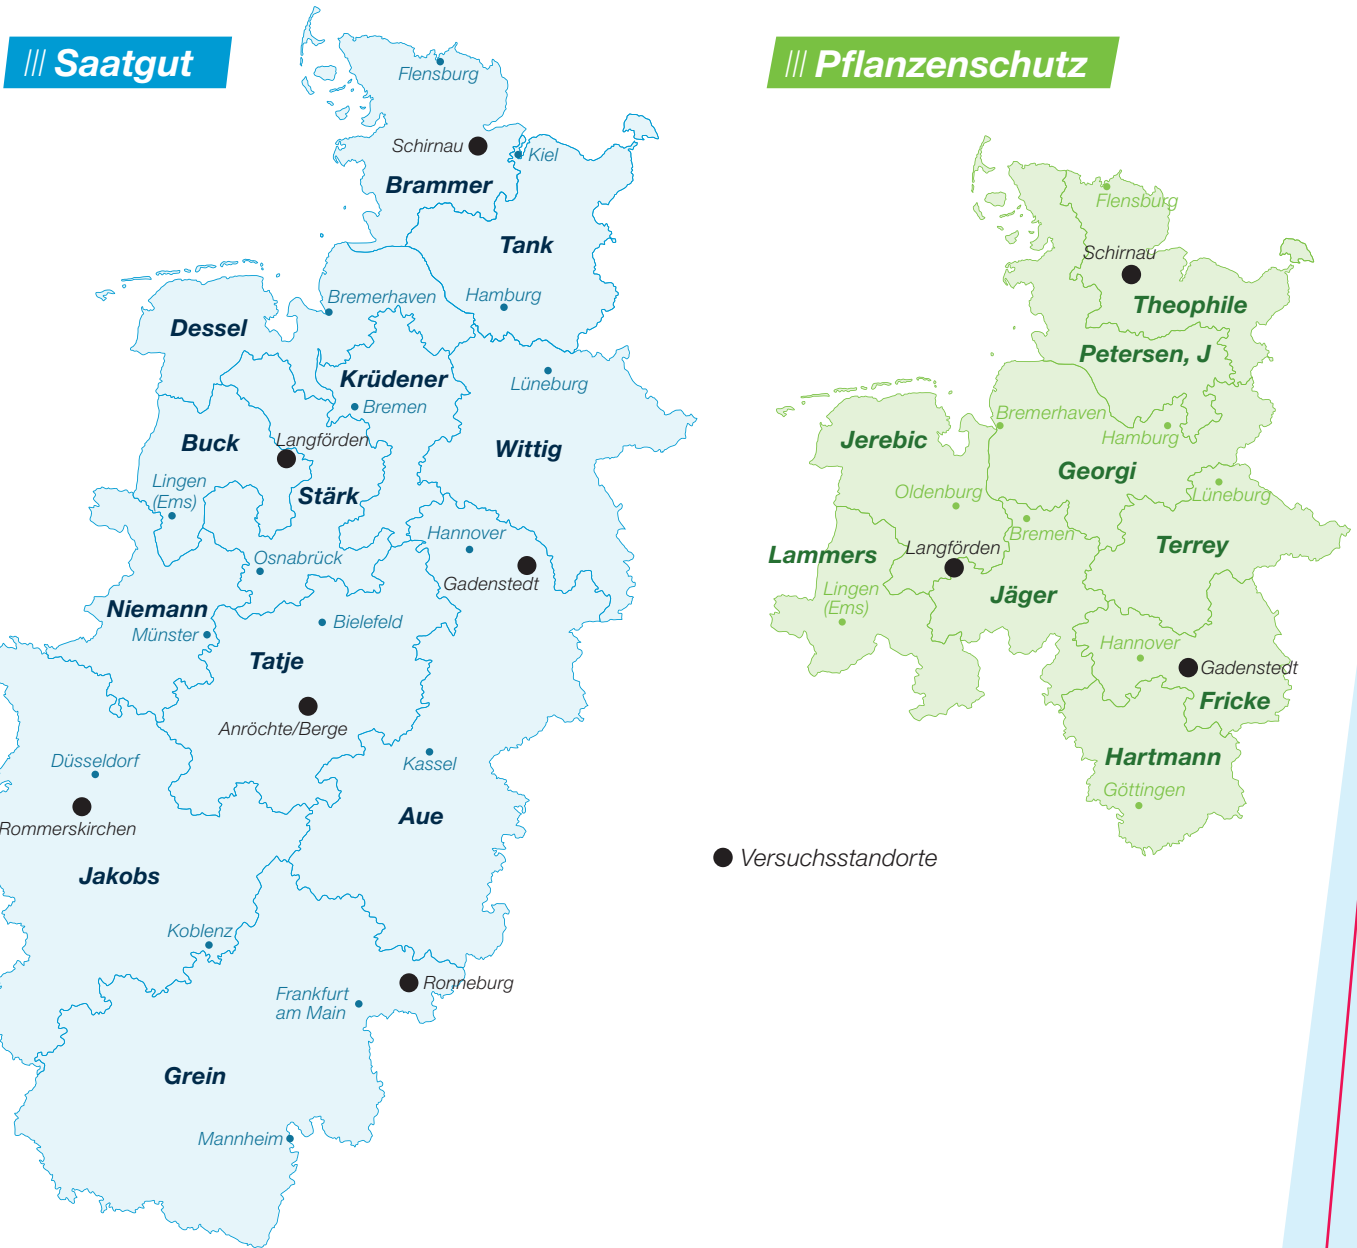 /// Saatgut
Flensburg
Schirnau
Kiel
Brammer
Tank
Bremerhaven
Hamburg
Dessel
Krüdener
Lüneburg
Bremen
Buck
Langförden
Wittig
Lingen
(Ems)
Stärk
Hannover
Osnabrück
Gadenstedt
Niemann
Münster
Bielefeld
Tatje
Anröchte/Berge
Düsseldorf
Kassel
Rommerskirchen
Aue
Jakobs
Koblenz
Ronneburg
Frankfurt
am Main
Grein
Mannheim
/// Pflanzenschutz
Flensburg
Schirnau
Theophile
Petersen, J
Bremerhaven
Hamburg
Jerebic
Georgi
Oldenburg
Lüneburg
Bremen
Lammers
Langförden
Terrey
Lingen
(Ems)
Jäger
Hannover
Gadenstedt
Fricke
Hartmann
Göttingen
Versuchsstandorte